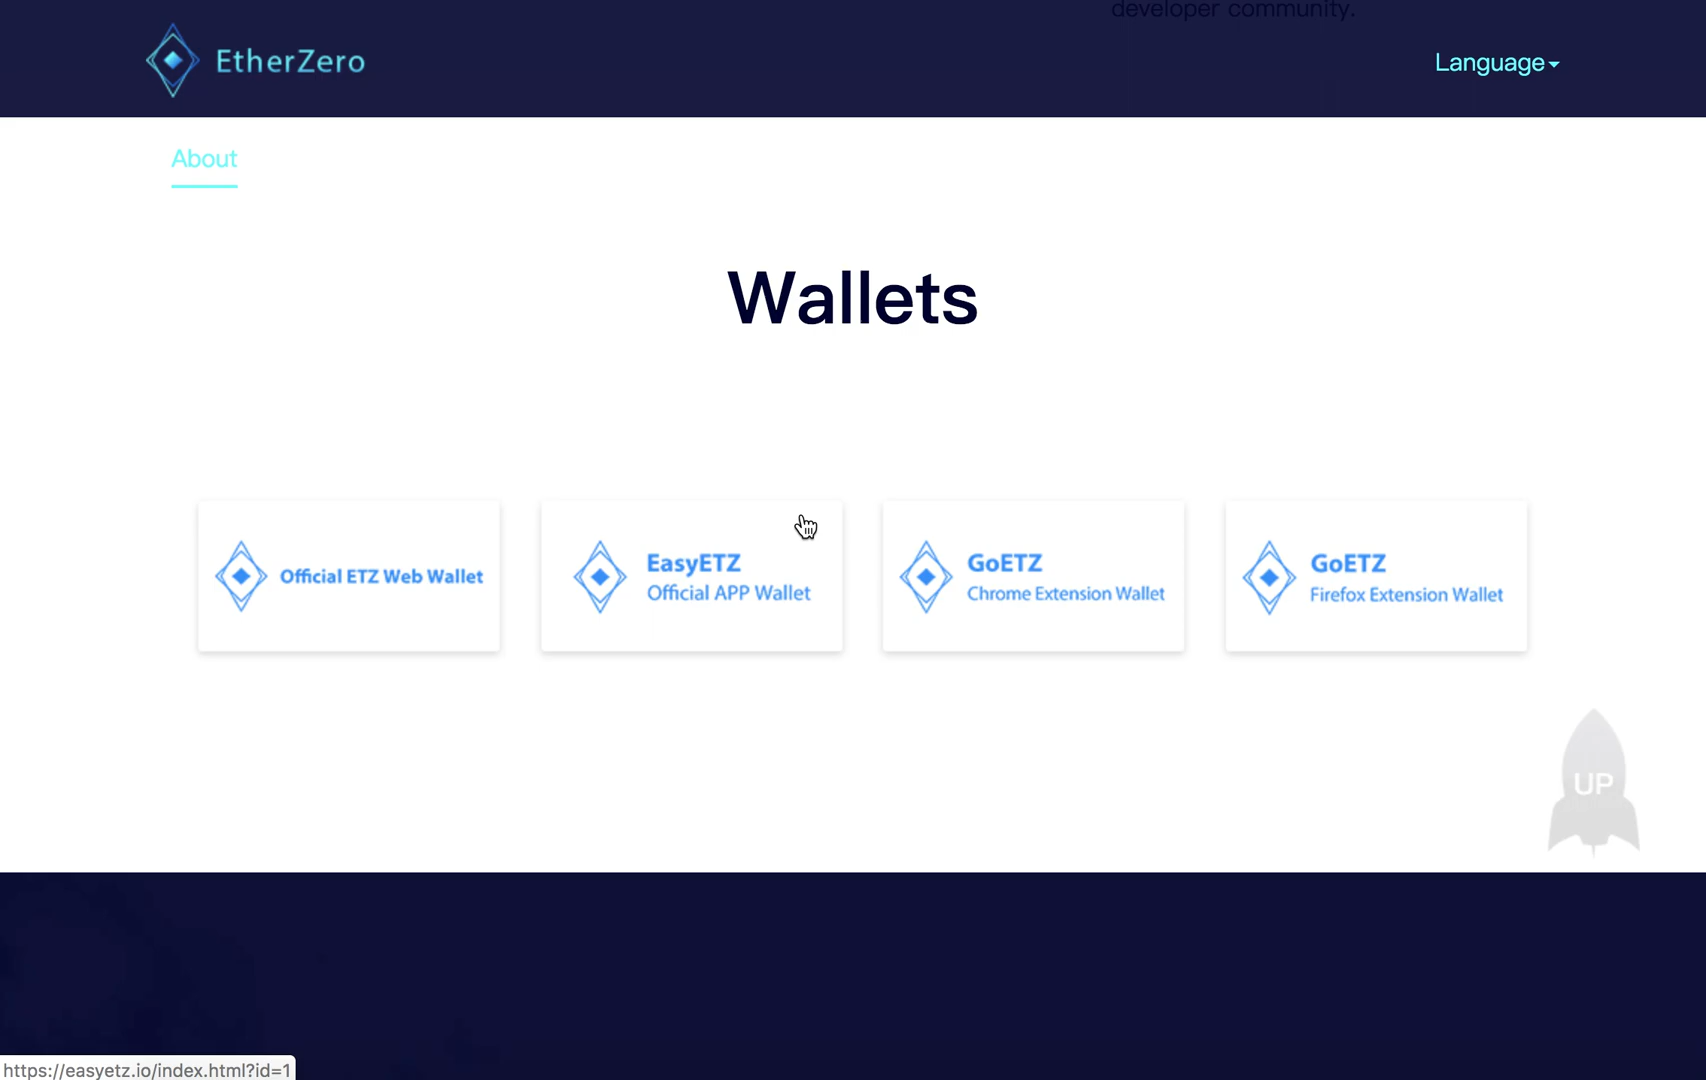 developer community.
EtherZero
Language
About
Wallets
Official ETZ Web Wallet
EasyETZ
Official APP Wallet
GoETZ
Chrome Extension Wallet
GoETZ
Firefox Extension Wallet
UP
https://easyetz.io/index.html?id=1